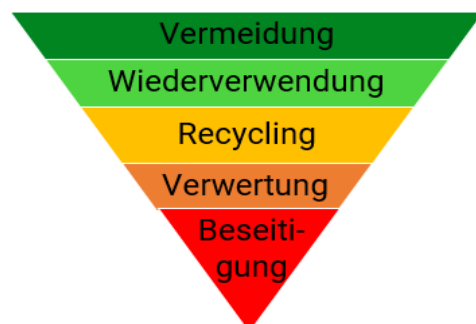 Vermeidung
Wiederverwendung
Recycling
Verwertung
Beseiti-
gung